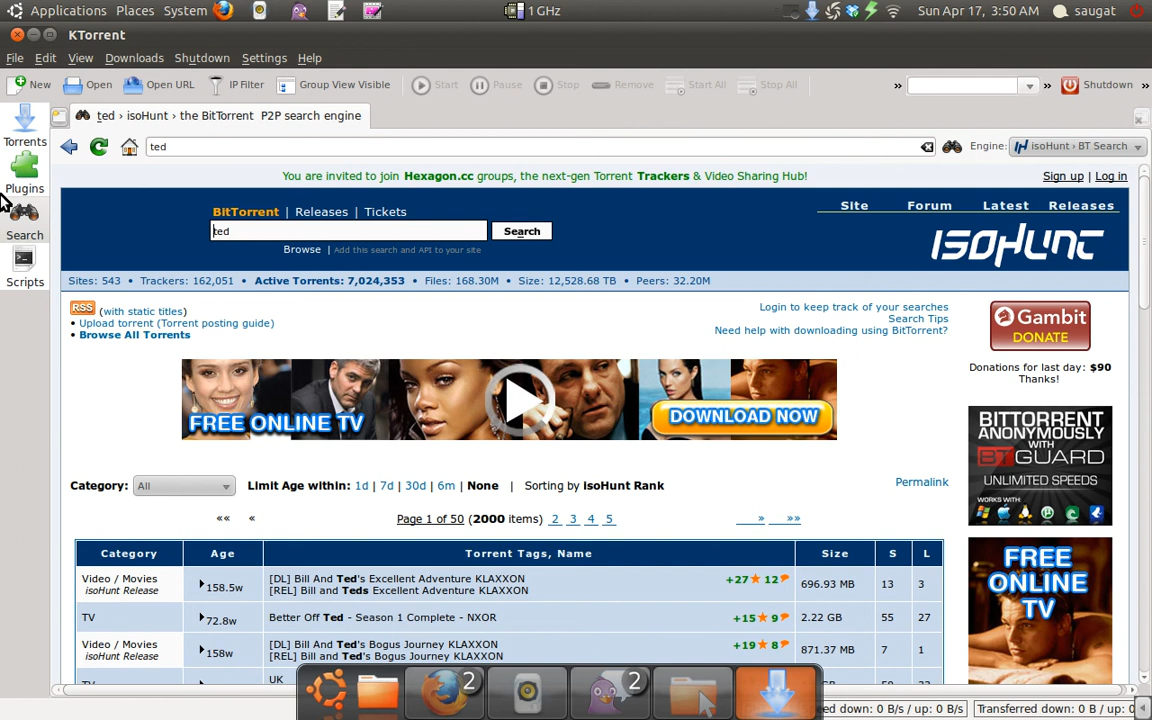 Applications Places System 1 GHz Sun Apr 17, 3:50 AM saugat
KTorrent
File Edit View Downloads Shutdown Settings Help
New Open Open URL IP Filter Group View Visible Start Pause Stop Remove Start All Stop All » » Shutdown »
ted › isoHunt › the BitTorrent P2P search engine
Torrents
Plugins
Search
Scripts
ted Engine: isoHunt › BT Search
You are invited to join Hexagon.cc groups, the next-gen Torrent Trackers & Video Sharing Hub! Sign up | Log in
BitTorrent | Releases | Tickets
Site Forum Latest Releases
ted Search
Browse | Add this search and API to your site
ISOHUNT
Sites: 543 • Trackers: 162,051 • Active Torrents: 7,024,353 • Files: 168.30M • Size: 12,528.68 TB • Peers: 32.20M
RSS (with static titles)
• Upload torrent (Torrent posting guide)
• Browse All Torrents
Login to keep track of your searches
Search Tips
Need help with downloading using BitTorrent?
Gambit
DONATE
Donations for last day: $90
Thanks!
FREE ONLINE TV DOWNLOAD NOW
BITTORRENT
ANONYMOUSLY
WITH
BTGUARD
UNLIMITED SPEEDS
WORKS WITH:
Category: All Limit Age within: 1d | 7d | 30d | 6m | None | Sorting by isoHunt Rank Permalink
«« « Page 1 of 50 (2000 items) 2 3 4 5 » »»
Category Age Torrent Tags, Name Size S L
Video / Movies
isoHunt Release
158.5w
[DL] Bill And Ted's Excellent Adventure KLAXXON
[REL] Bill and Teds Excellent Adventure KLAXXON
+27 12 696.93 MB 13 3
TV 72.8w Better Off Ted - Season 1 Complete - NXOR +15 9 2.22 GB 55 27
Video / Movies
isoHunt Release
158w
[DL] Bill And Ted's Bogus Journey KLAXXON
[REL] Bill and Ted's Bogus Journey KLAXXON
+19 8 871.37 MB 7 1
UK
FREE
ONLINE
TV
2 2
down: 0 B/s / up: 0 B/s Transferred down: 0 B / up: 0